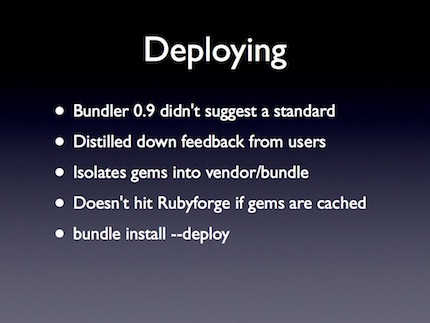 Deploying
• Bundler 0.9 didn't suggest a standard
• Distilled down feedback from users
• Isolates gems into vendor/bundle
• Doesn't hit Rubyforge if gems are cached
• bundle install --deploy